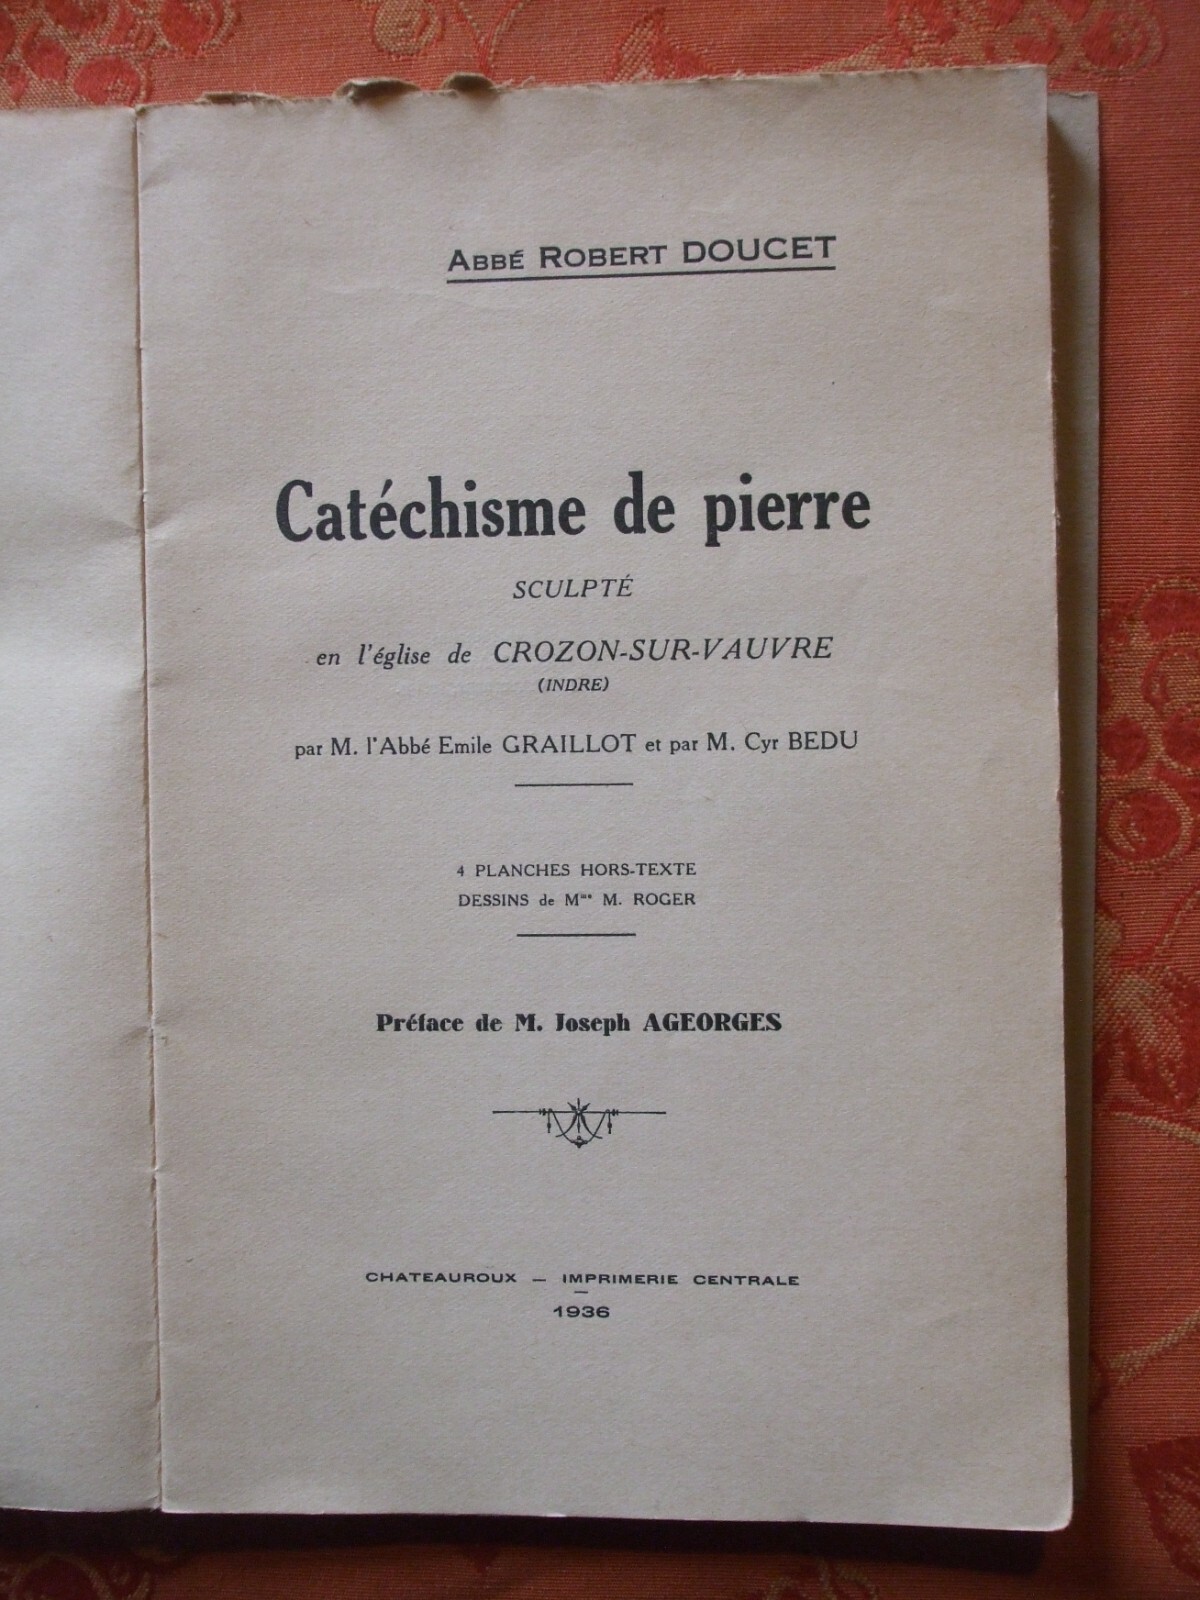 ABBÉ ROBERT DOUCET
Catéchisme de pierre
SCULPTÉ
en l'église de CROZON-SUR-VAUVRE
(INDRE)
par M. l'Abbé Emile GRAILLOT et par M. Cyr BEDU
4 PLANCHES HORS-TEXTE
DESSINS de Mme M. ROGER
Préface de M. Joseph AGEORGES
CHATEAUROUX — IMPRIMERIE CENTRALE
1936